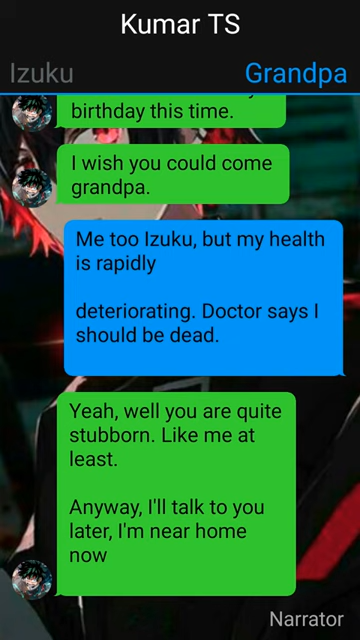 Kumar TS
Izuku
Grandpa
birthday this time.
I wish you could come
grandpa.
Me too Izuku, but my health
is rapidly
deteriorating. Doctor says I
should be dead.
Yeah, well you are quite
stubborn. Like me at
least.
Anyway, I'll talk to you
later, I'm near home
now
Narrator